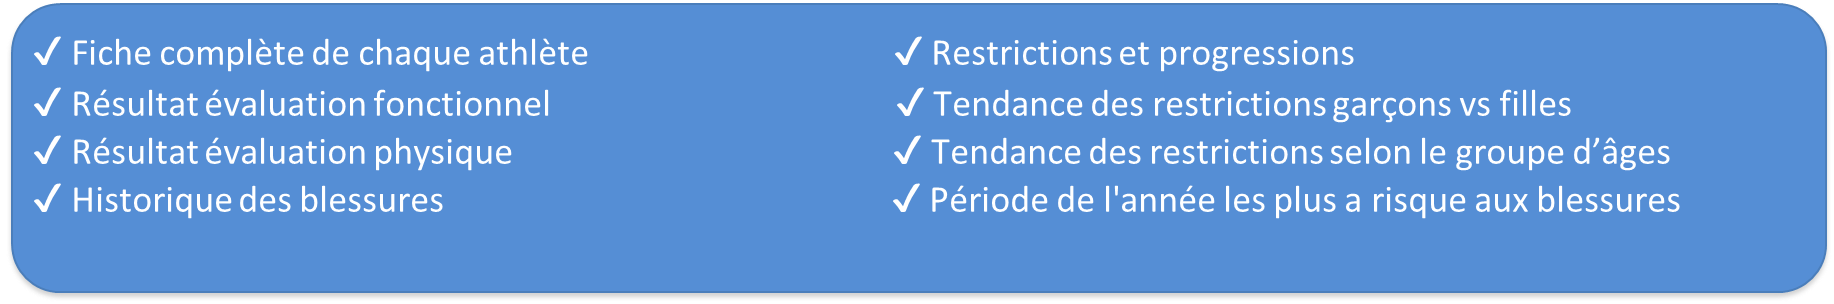 ✓ Fiche complète de chaque athlète
✓ Résultat évaluation fonctionnel
✓ Résultat évaluation physique
✓ Historique des blessures
✓ Restrictions et progressions
✓ Tendance des restrictions garçons vs filles
✓ Tendance des restrictions selon le groupe d’âges
✓ Période de l'année les plus a risque aux blessures